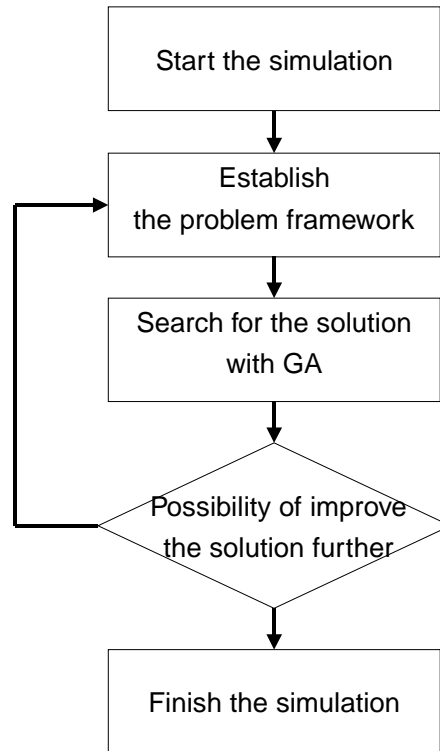 Start the simulation
Establish
the problem framework
Search for the solution
with GA
Possibility of improve
the solution further
Finish the simulation